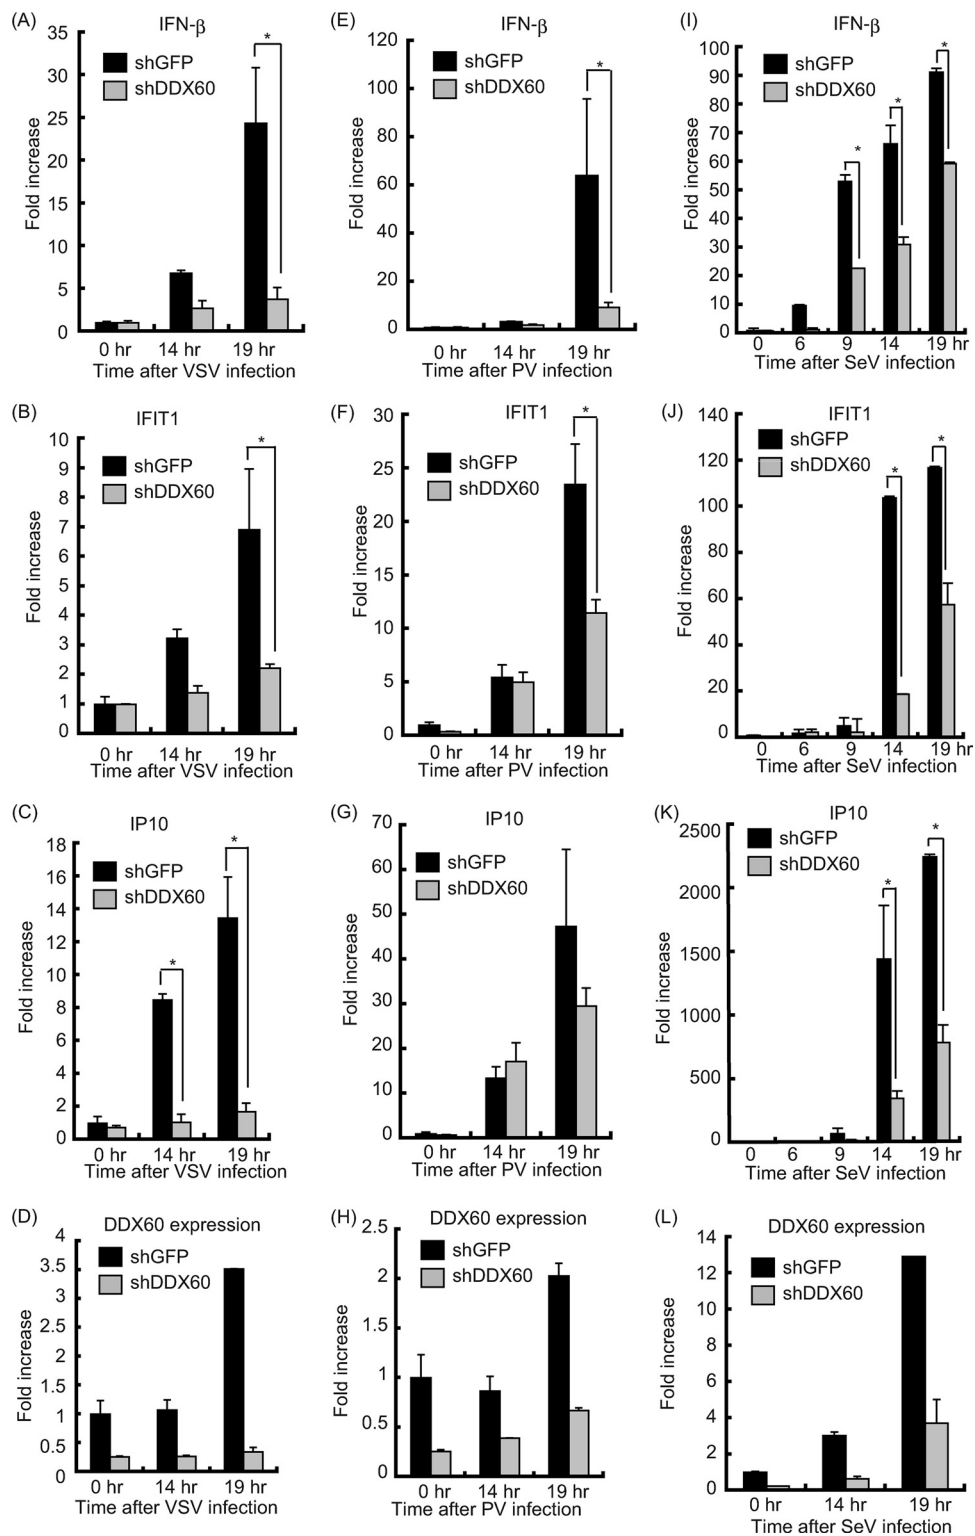 (A)
IFN-β
35
30
25
20
15
10
5
0
Fold increase
shGFP
shDDX60
*
0 hr 14 hr 19 hr
Time after VSV infection
(E)
IFN-β
120
100
80
60
40
20
0
Fold increase
shGFP
shDDX60
*
0 hr 14 hr 19 hr
Time after PV infection
(I)
IFN-β
100
90
80
70
60
50
40
30
20
10
0
Fold increase
shGFP
shDDX60
* * *
0 6 9 14 19 hr
Time after SeV infection
(B)
IFIT1
10
9
8
7
6
5
4
3
2
1
0
Fold increase
shGFP
shDDX60
*
0 hr 14 hr 19 hr
Time after VSV infection
(F)
IFIT1
30
25
20
15
10
5
0
Fold increase
shGFP
shDDX60
*
0 hr 14 hr 19 hr
Time after PV infection
(J)
IFIT1
140
120
100
80
60
40
20
0
Fold increase
shGFP
shDDX60
* *
0 6 9 14 19 hr
Time after SeV infection
(C)
IP10
18
16
14
12
10
8
6
4
2
0
Fold increase
shGFP
shDDX60
* *
0 hr 14 hr 19 hr
Time after VSV infection
(G)
IP10
70
60
50
40
30
20
10
0
Fold increase
shGFP
shDDX60
0 hr 14 hr 19 hr
Time after PV infection
(K)
IP10
2500
2000
1500
1000
500
0
Fold increase
shGFP
shDDX60
* *
0 6 9 14 19 hr
Time after SeV infection
(D)
DDX60 expression
4
3.5
3
2.5
2
1.5
1
0.5
0
Fold increase
shGFP
shDDX60
0 hr 14 hr 19 hr
Time after VSV infection
(H)
DDX60 expression
2.5
2
1.5
1
0.5
0
Fold increase
shGFP
shDDX60
0 hr 14 hr 19 hr
Time after PV infection
(L)
DDX60 expression
14
12
10
8
6
4
2
0
Fold increase
shGFP
shDDX60
0 hr 14 hr 19 hr
Time after SeV infection